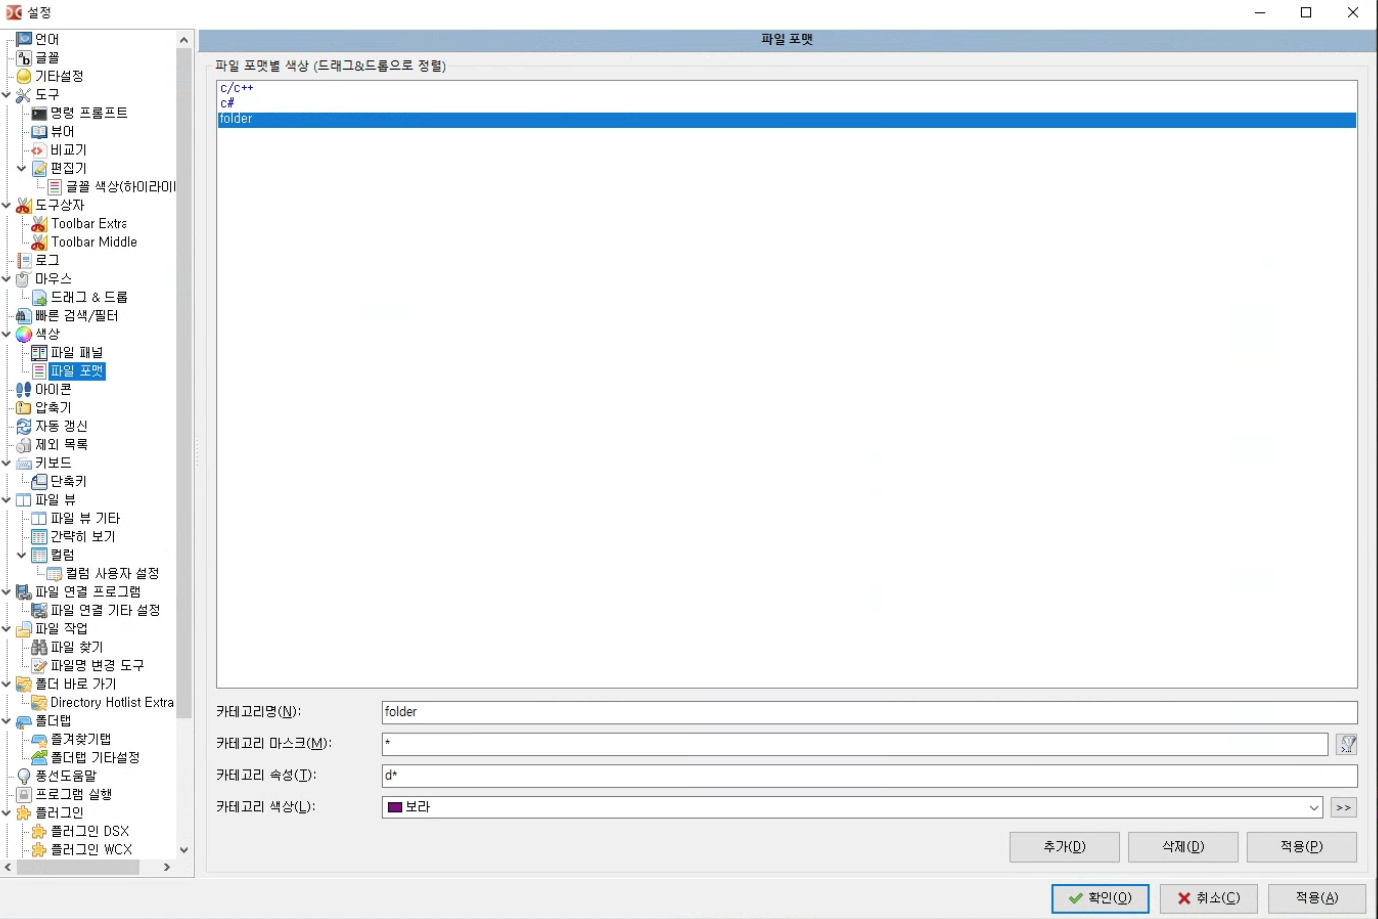 설정
언어
글꼴
기타설정
도구
명령 프롬프트
뷰어
비교기
편집기
글꼴 색상(하이라이
도구상자
Toolbar Extra
Toolbar Middle
로그
마우스
드래그 & 드롭
빠른 검색/필터
색상
파일 패널
파일 포맷
아이콘
압축기
자동 갱신
제외 목록
키보드
단축키
파일 뷰
파일 뷰 기타
간략히 보기
컬럼
컬럼 사용자 설정
파일 연결 프로그램
파일 연결 기타 설정
파일 작업
파일 찾기
파일명 변경 도구
폴더 바로 가기
Directory Hotlist Extra
폴더탭
즐겨찾기탭
폴더탭 기타설정
풍선도움말
프로그램 실행
플러그인
플러그인 DSX
플러그인 WCX
파일 포맷
파일 포맷별 색상 (드래그&드롭으로 정렬)
c/c++
c#
folder
카테고리명(N): folder
카테고리 마스크(M): *
카테고리 속성(T): d*
카테고리 색상(L): 보라 >>
추가(D) 삭제(D) 적용(P)
확인(O) 취소(C) 적용(A)